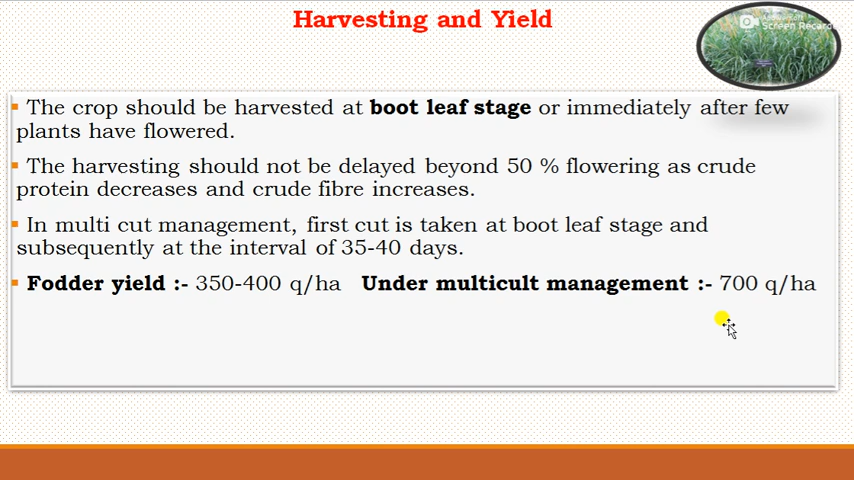 Harvesting and Yield
Screen Recor
▪ The crop should be harvested at boot leaf stage or immediately after few
plants have flowered.
▪ The harvesting should not be delayed beyond 50 % flowering as crude
protein decreases and crude fibre increases.
▪ In multi cut management, first cut is taken at boot leaf stage and
subsequently at the interval of 35-40 days.
▪ Fodder yield :- 350-400 q/ha Under multicult management :- 700 q/ha